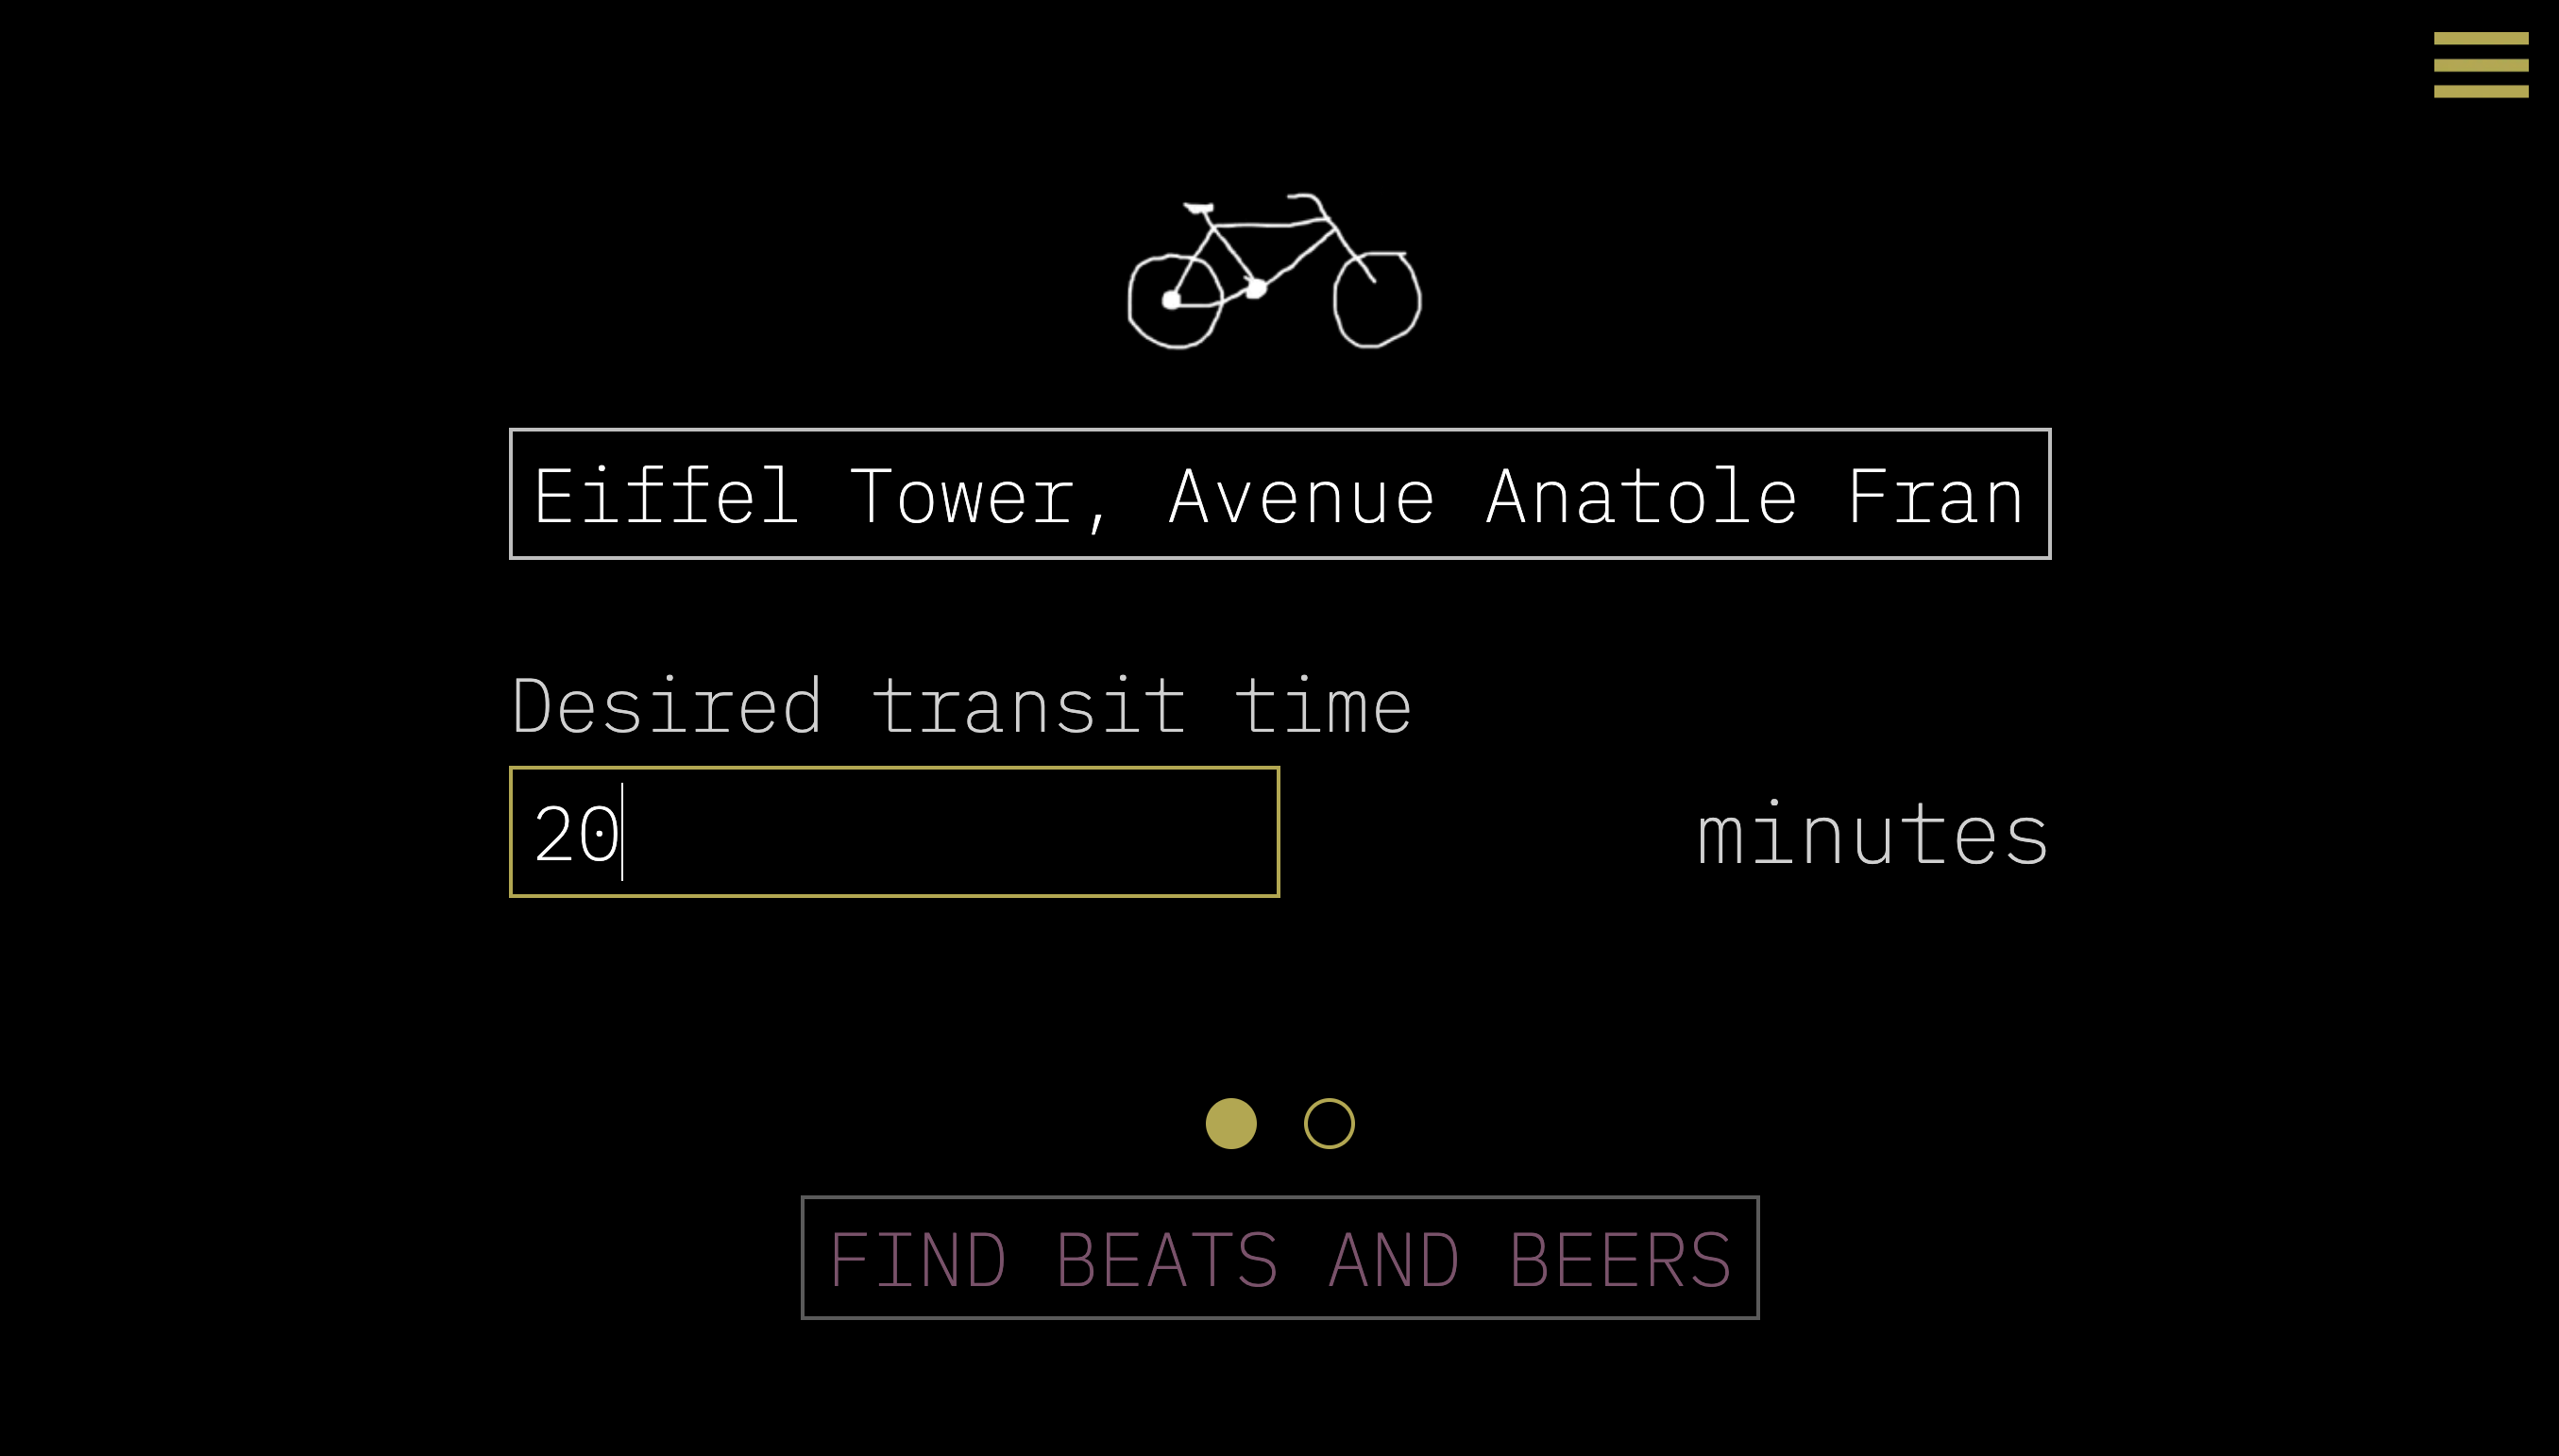 Eiffel Tower, Avenue Anatole Fran
Desired transit time
20
minutes
FIND BEATS AND BEERS